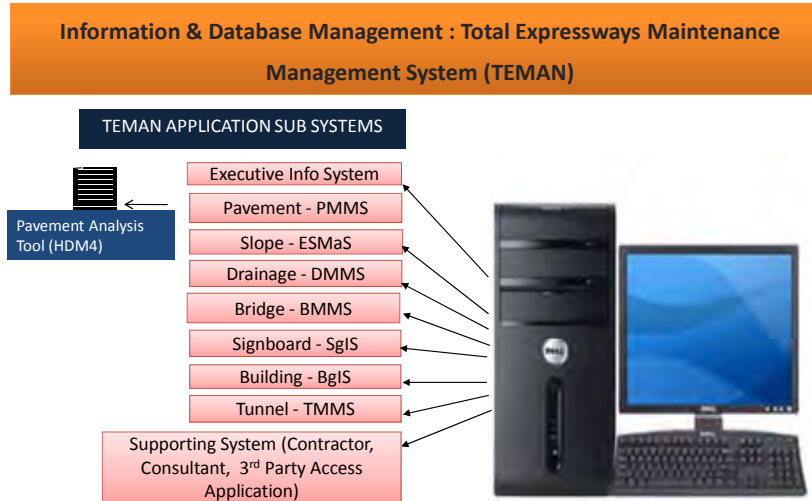 Information & Database Management : Total Expressways Maintenance
Management System (TEMAN)
TEMAN APPLICATION SUB SYSTEMS
Executive Info System
Pavement - PMMS
Pavement Analysis
Tool (HDM4)
Slope - ESMaS
Drainage - DMMS
Bridge - BMMS
Signboard - SgIS
Building - BgIS
Tunnel - TMMS
Supporting System (Contractor,
Consultant, 3rd Party Access
Application)
DELL